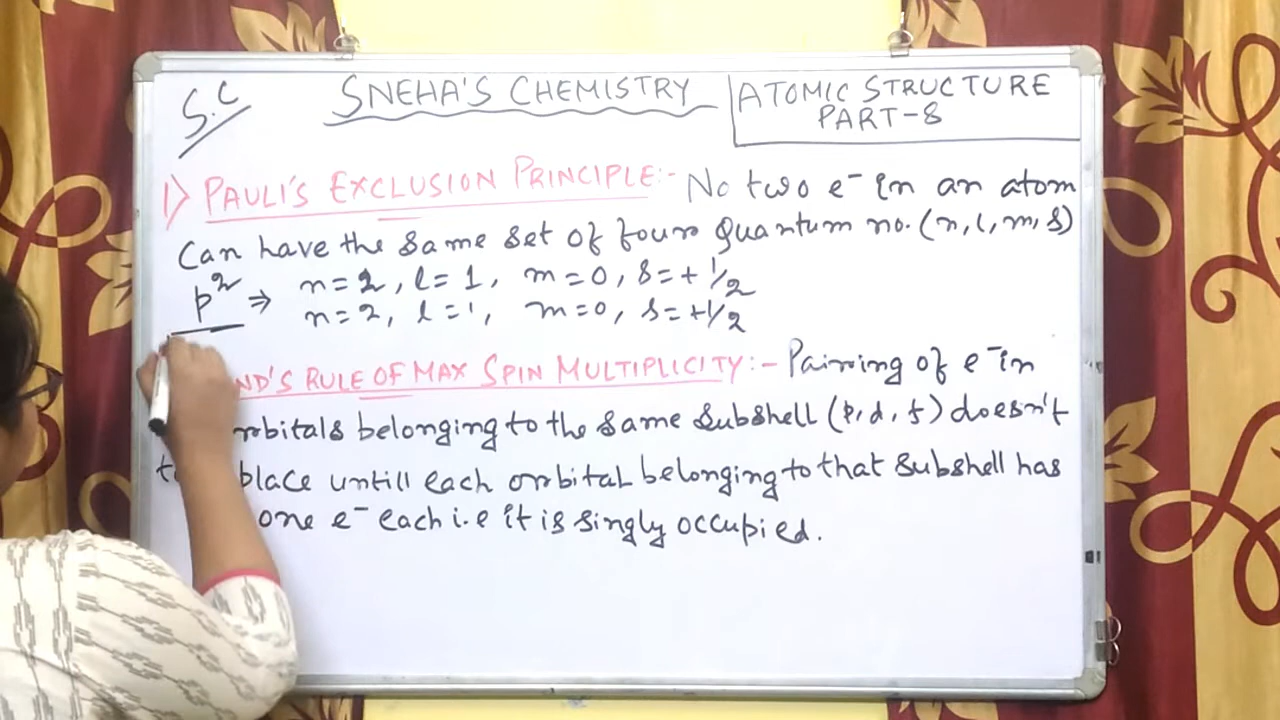 S.C
SNEHA'S CHEMISTRY
ATOMIC STRUCTURE
PART-8
1) PAULI'S EXCLUSION PRINCIPLE:- No two e⁻ in an atom
Can have the same set of four Quantum no. (n, l, m, s)
p² ⇒ n=2, l=1, m=0, s=+1/2
n=2, l=1, m=0, s=+1/2
ND'S RULE OF MAX SPIN MULTIPLICITY:- Pairing of e⁻ in
orbitals belonging to the same subshell (p, d, f) doesn't
place untill each orbital belonging to that subshell has
one e⁻ each i.e it is singly occupied.